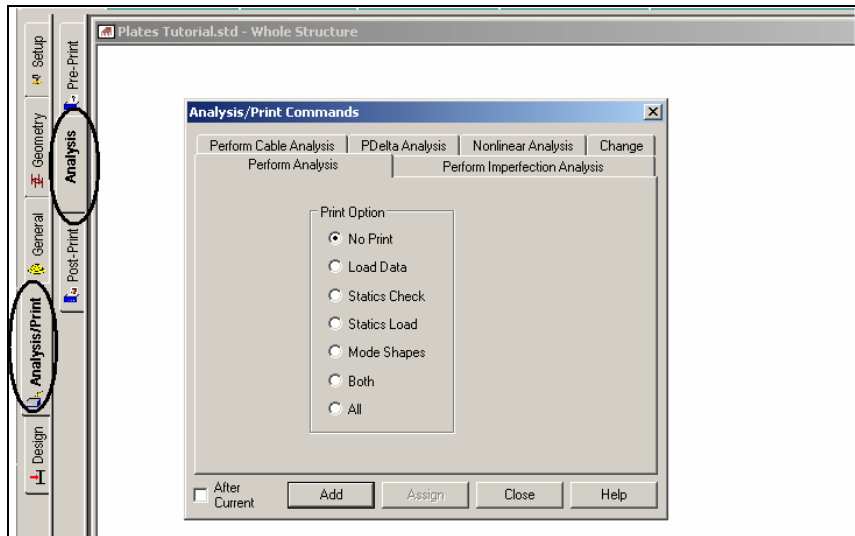 Setup
Geometry
General
Analysis/Print
Design
Pre-Print
Analysis
Post-Print
Plates Tutorial.std - Whole Structure
Analysis/Print Commands
Perform Cable Analysis PDelta Analysis Nonlinear Analysis Change
Perform Analysis Perform Imperfection Analysis
Print Option
No Print
Load Data
Statics Check
Statics Load
Mode Shapes
Both
All
After
Current
Add Assign Close Help